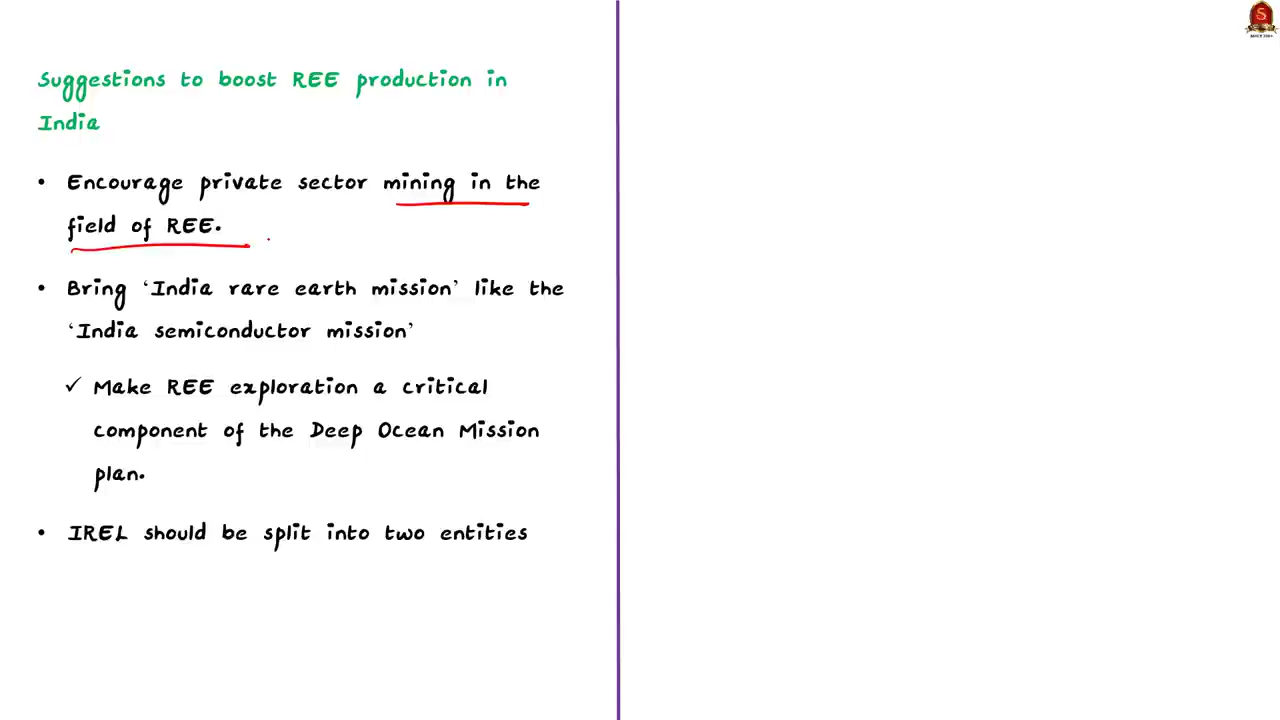 Suggestions to boost REE production in
India
• Encourage private sector mining in the
field of REE.
• Bring ‘India rare earth mission’ like the
‘India semiconductor mission’
✓ Make REE exploration a critical
component of the Deep Ocean Mission
plan.
• IREL should be split into two entities